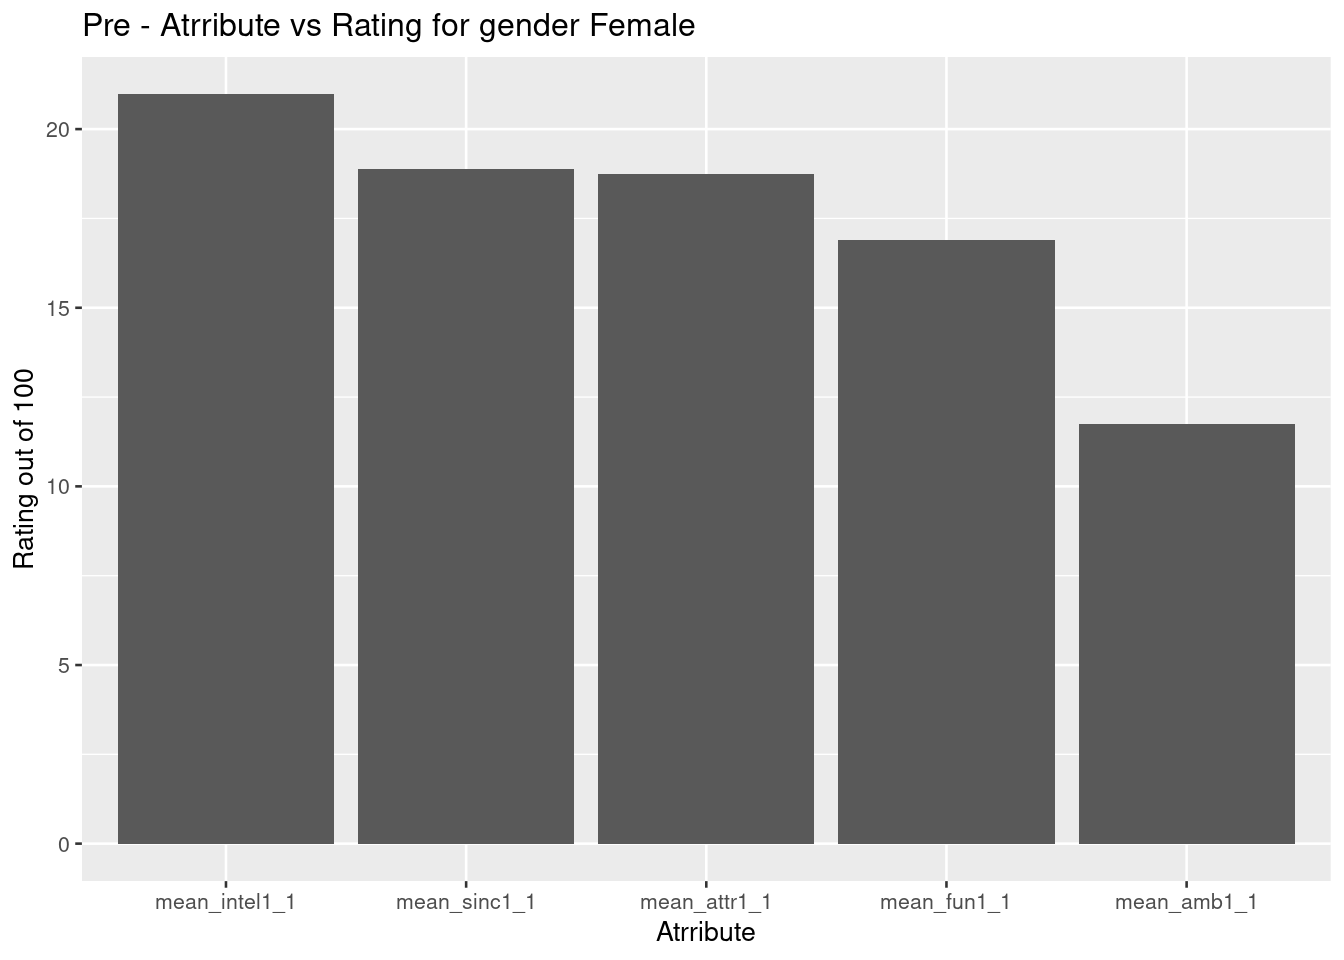 Pre - Atrribute vs Rating for gender Female
Rating out of 100
20
15
10
5
0
mean_intel1_1 mean_sinc1_1 mean_attr1_1 mean_fun1_1 mean_amb1_1
Atrribute